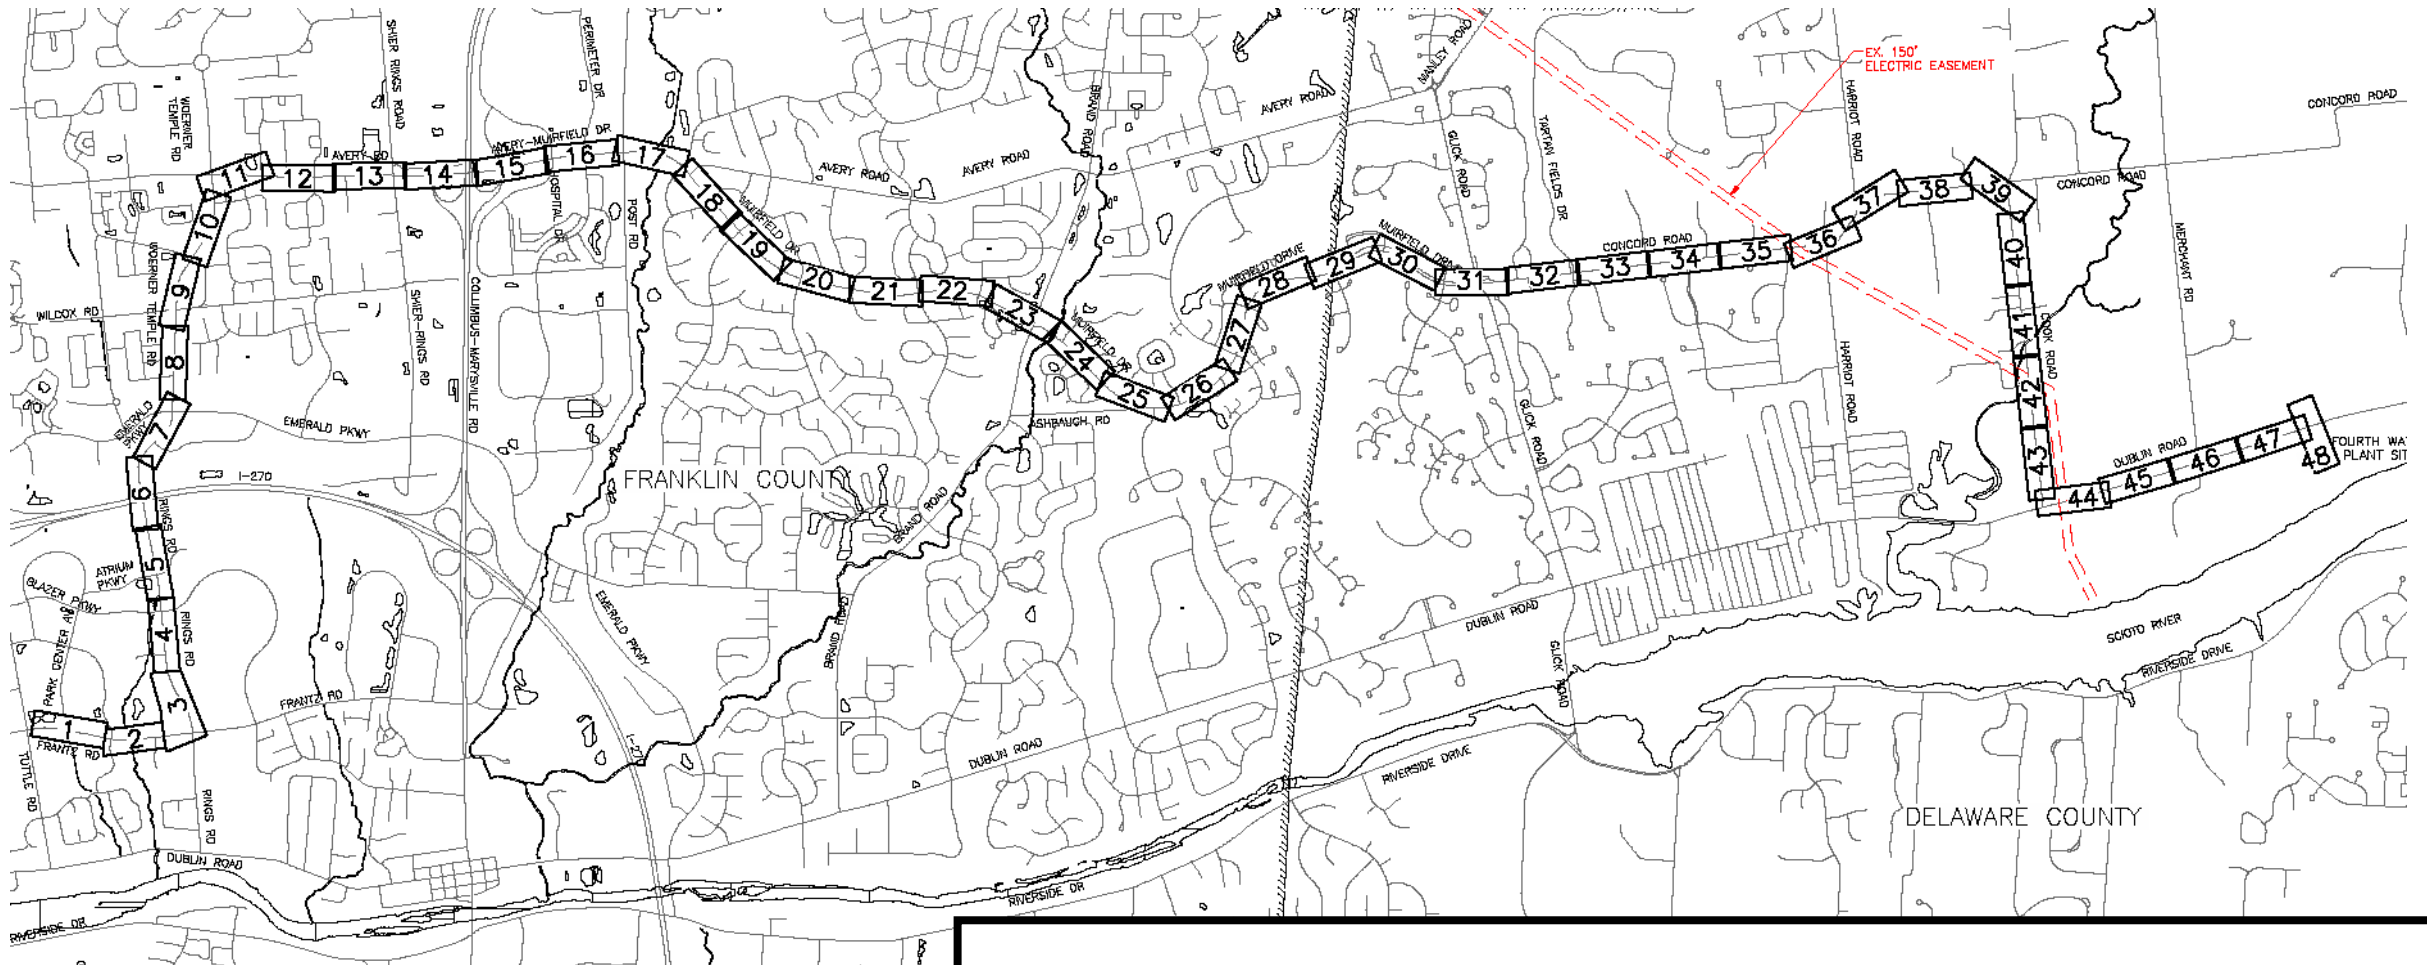 SHIER RINGS ROAD
PERIMETER DR
MANLEY ROAD
EX. 150'
ELECTRIC EASEMENT
WOERNER
TEMPLE RD
BRAND ROAD
AVERY ROAD
HARRIOT ROAD
CONCORD ROAD
AVERY-MUIRFIELD DR
AVERY RD
AVERY ROAD
AVERY ROAD
GLICK ROAD
TARTAN FIELDS DR
CONCORD ROAD
11
12
13
14
15
16
17
18
19
20
21
22
23
24
25
26
27
28
29
30
31
32
33
34
35
36
37
38
39
40
41
42
43
44
45
46
47
48
10
9
8
7
6
5
4
3
2
1
HOSPITAL DR
POST RD
MUIRFIELD DR
MUIRFIELD DRIVE
MUIRFIELD DRIVE
CONCORD ROAD
MERCHANT RD
WILCOX RD
WOERNER TEMPLE RD
SHIER-RINGS RD
COLUMBUS-MARYSVILLE RD
MUIRFIELD DR
COOK ROAD
HARRIOT ROAD
EMERALD
PKWY
EMERALD PKWY
ASHBAUGH RD
GLICK ROAD
DUBLIN ROAD
FOURTH WA
PLANT SIT
I-270
FRANKLIN COUNTY
RINGS RD
BRAND ROAD
ATRIUM
PKWY
GLAZER PKWY
EMERALD PKWY
BRAND ROAD
DUBLIN ROAD
SCIOTO RIVER
PARK CENTER AV
RINGS RD
GLICK ROAD
RIVERSIDE DRIVE
FRANTZ RD
FRANTZ RD
I-270
DUBLIN ROAD
RIVERSIDE DRIVE
TUTTLE RD
RINGS RD
DELAWARE COUNTY
DUBLIN ROAD
RIVERSIDE DR
RIVERSIDE DR